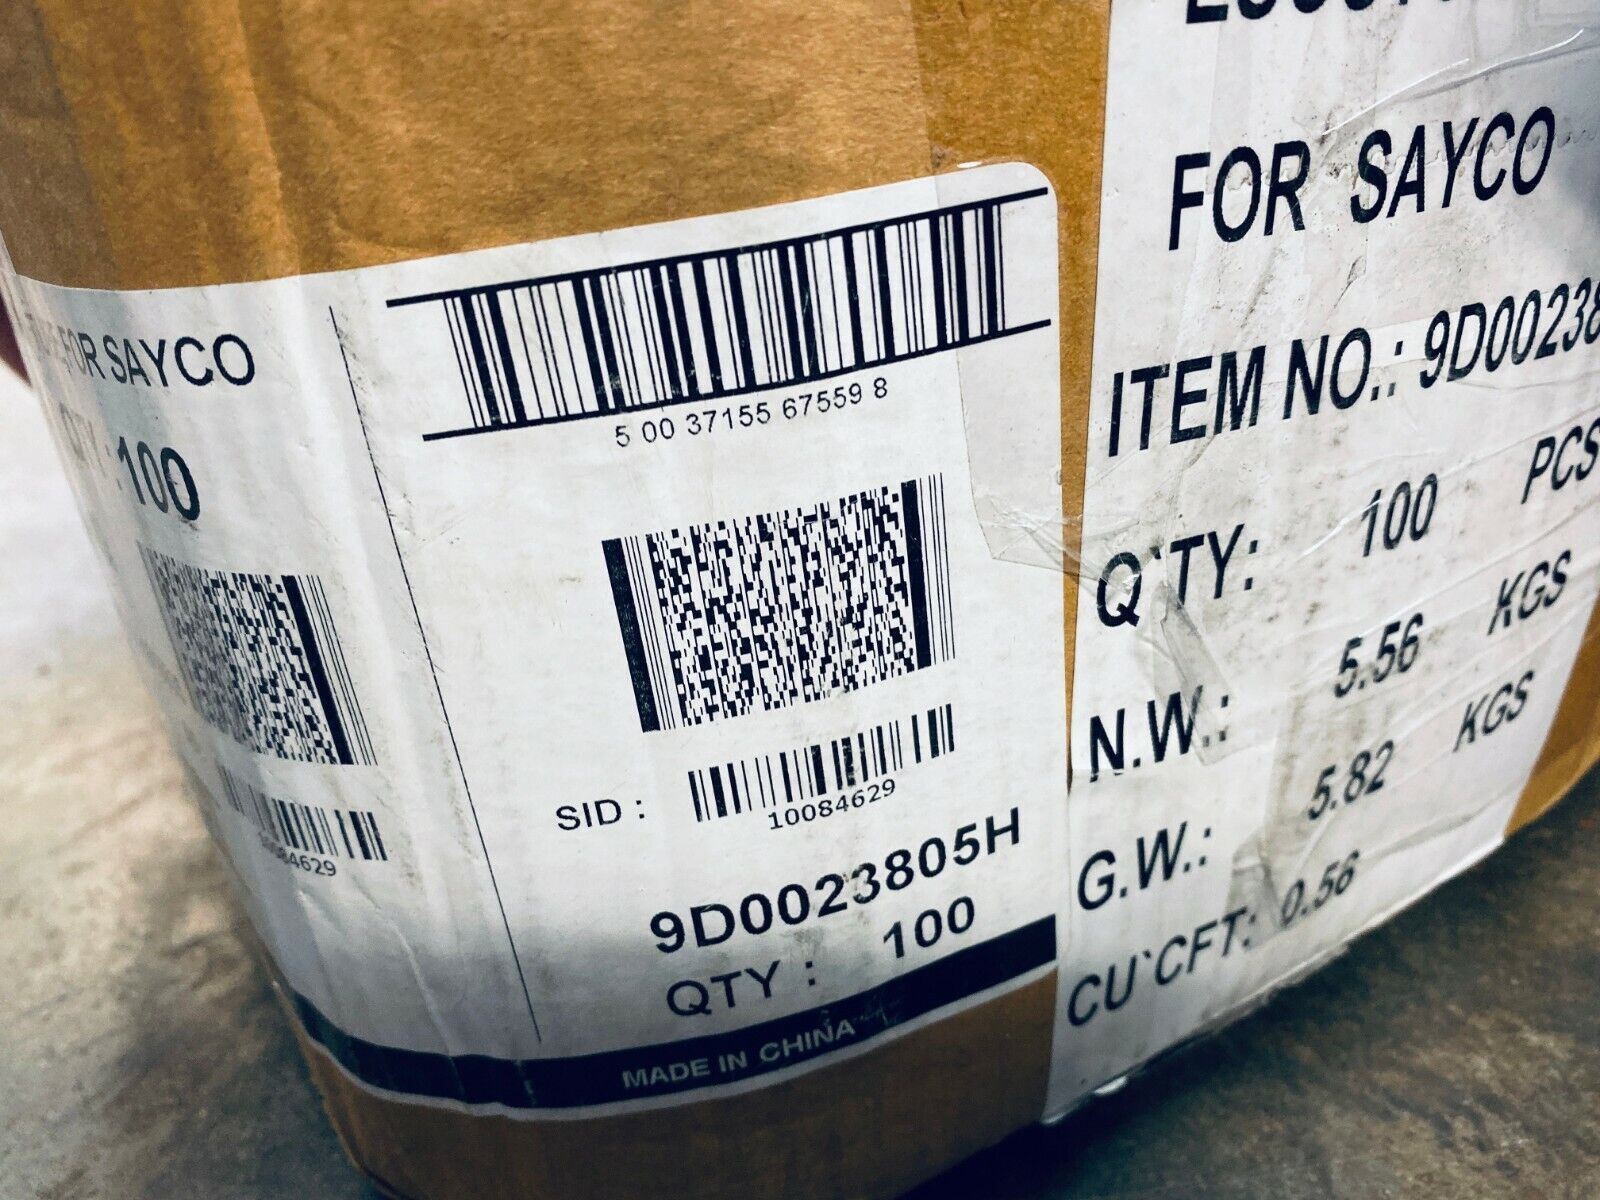 FOR SAYCO
100
10084629
5 00 37155 67559 8
SID :
10084629
9D0023805H
QTY : 100
MADE IN CHINA
FOR SAYCO
ITEM NO.: 9D00238
Q`TY: 100 PCS
N.W.: 5.56 KGS
G.W.: 5.82 KGS
CU`CFT: 0.56